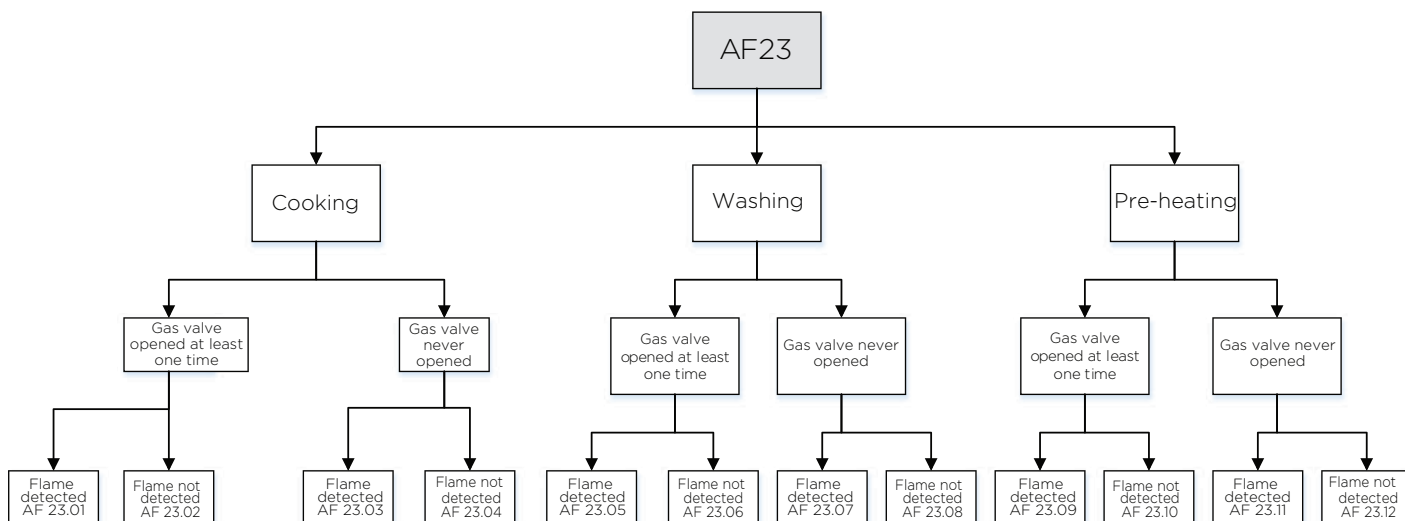 AF23
Cooking
Washing
Pre-heating
Gas valve
opened at least
one time
Gas valve
never
opened
Gas valve
opened at least
one time
Gas valve never
opened
Gas valve
opened at least
one time
Gas valve never
opened
Flame
detected
AF 23.01
Flame not
detected
AF 23.02
Flame
detected
AF 23.03
Flame not
detected
AF 23.04
Flame
detected
AF 23.05
Flame not
detected
AF 23.06
Flame
detected
AF 23.07
Flame not
detected
AF 23.08
Flame
detected
AF 23.09
Flame not
detected
AF 23.10
Flame
detected
AF 23.11
Flame not
detected
AF 23.12